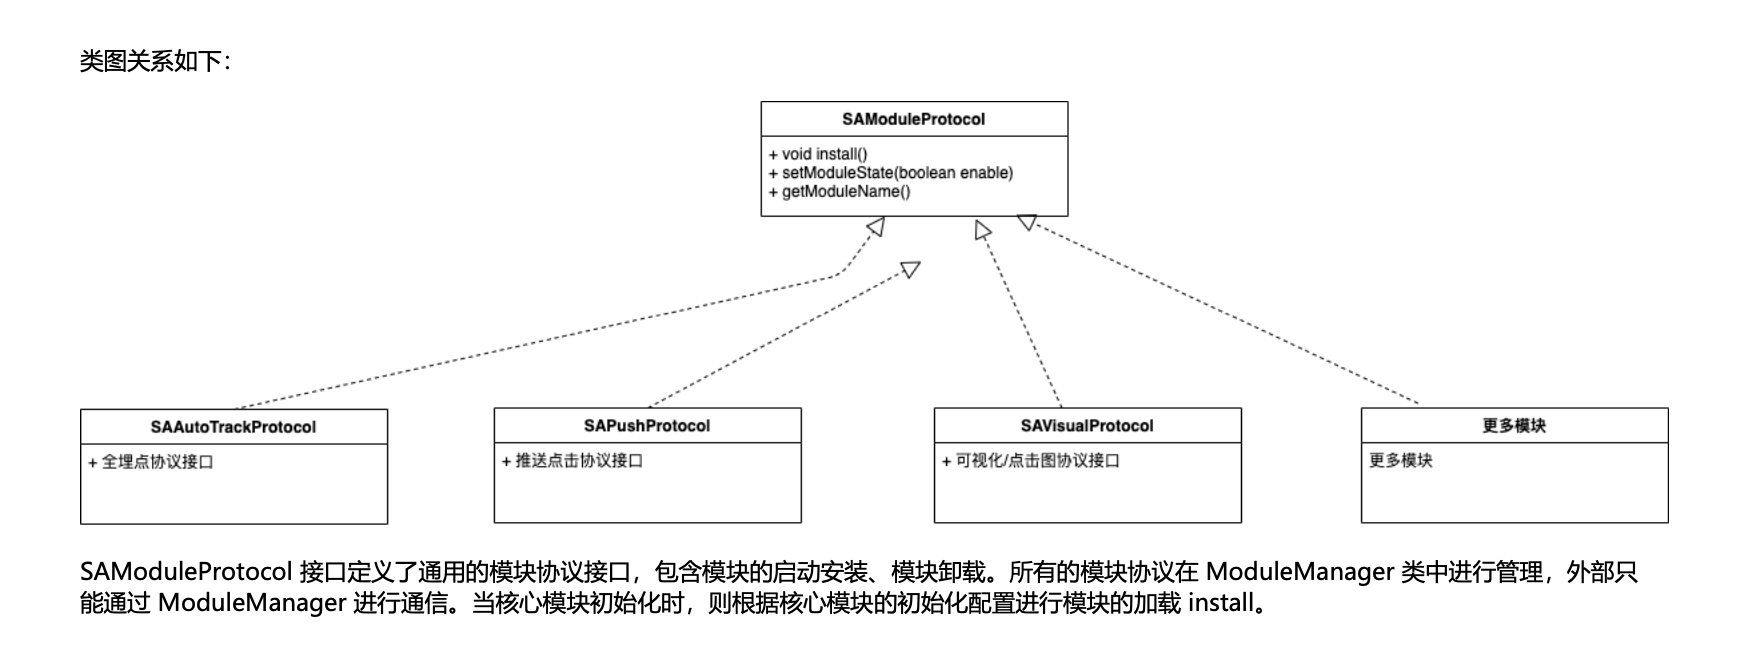 类图关系如下：
SAModuleProtocol
+ void install()
+ setModuleState(boolean enable)
+ getModuleName()
SAAutoTrackProtocol
+ 全埋点协议接口
SAPushProtocol
+ 推送点击协议接口
SAVisualProtocol
+ 可视化/点击图协议接口
更多模块
更多模块
SAModuleProtocol 接口定义了通用的模块协议接口，包含模块的启动安装、模块卸载。所有的模块协议在 ModuleManager 类中进行管理，外部只
能通过 ModuleManager 进行通信。当核心模块初始化时，则根据核心模块的初始化配置进行模块的加载 install。